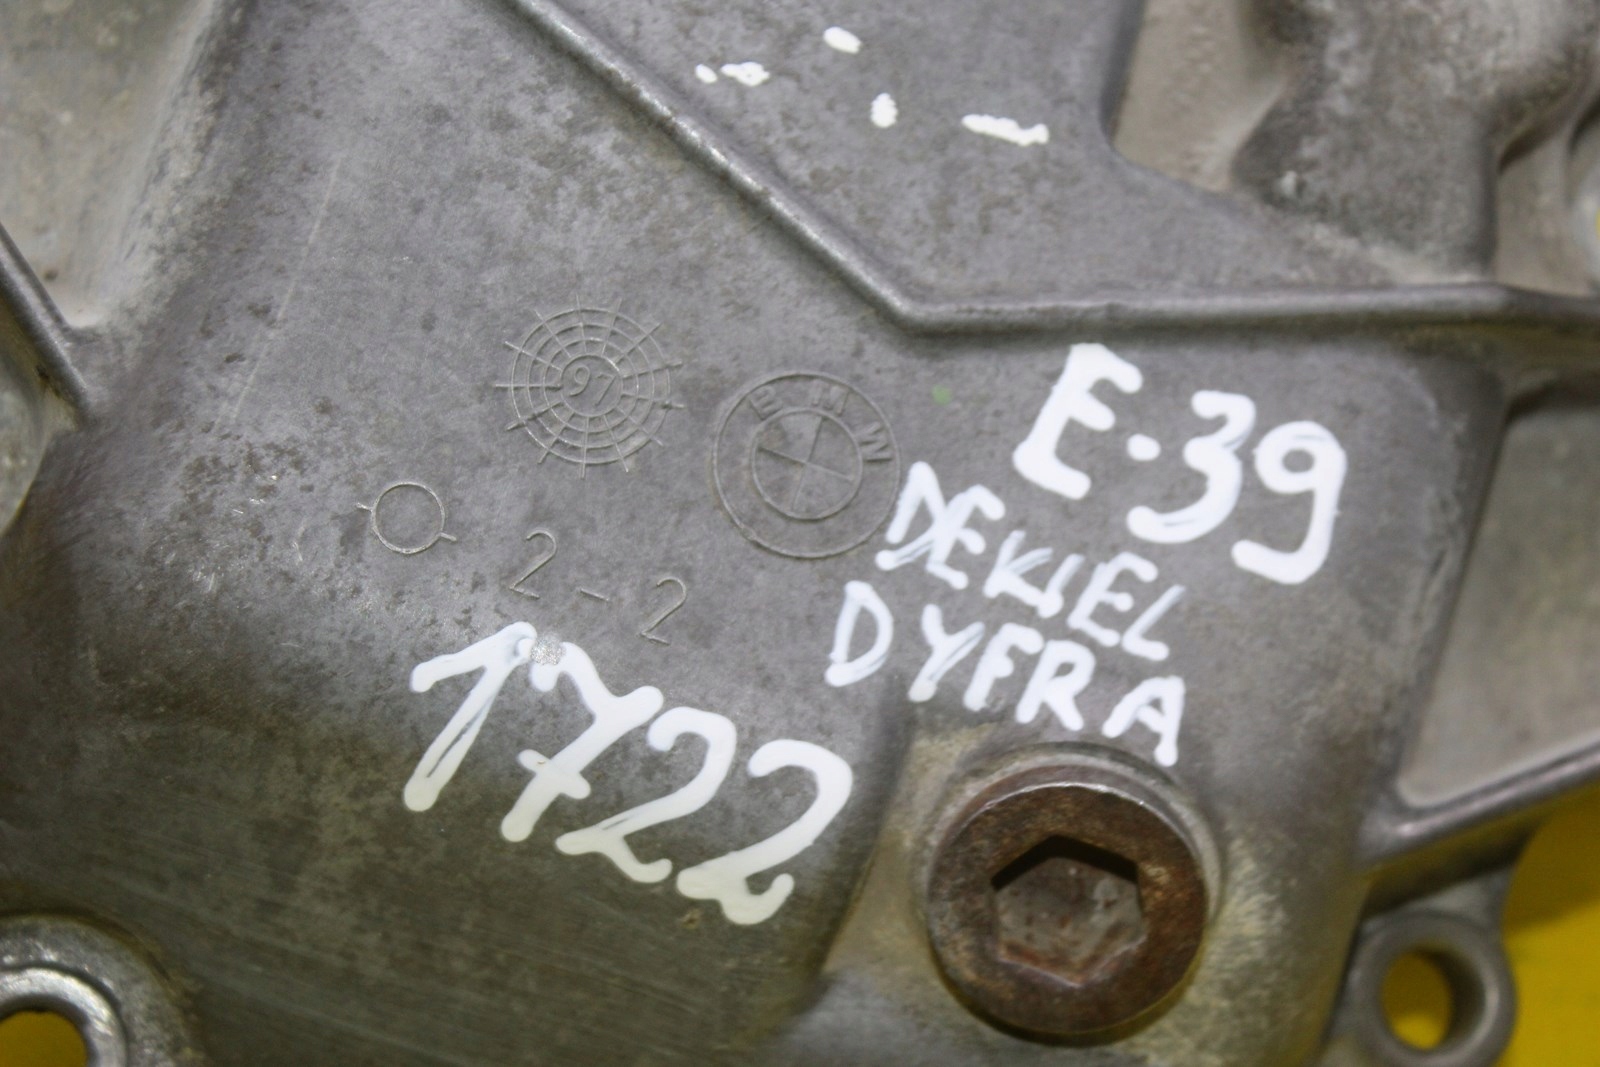 97
BMW
E-39
DEKIEL
DYFRA
2-2
1722